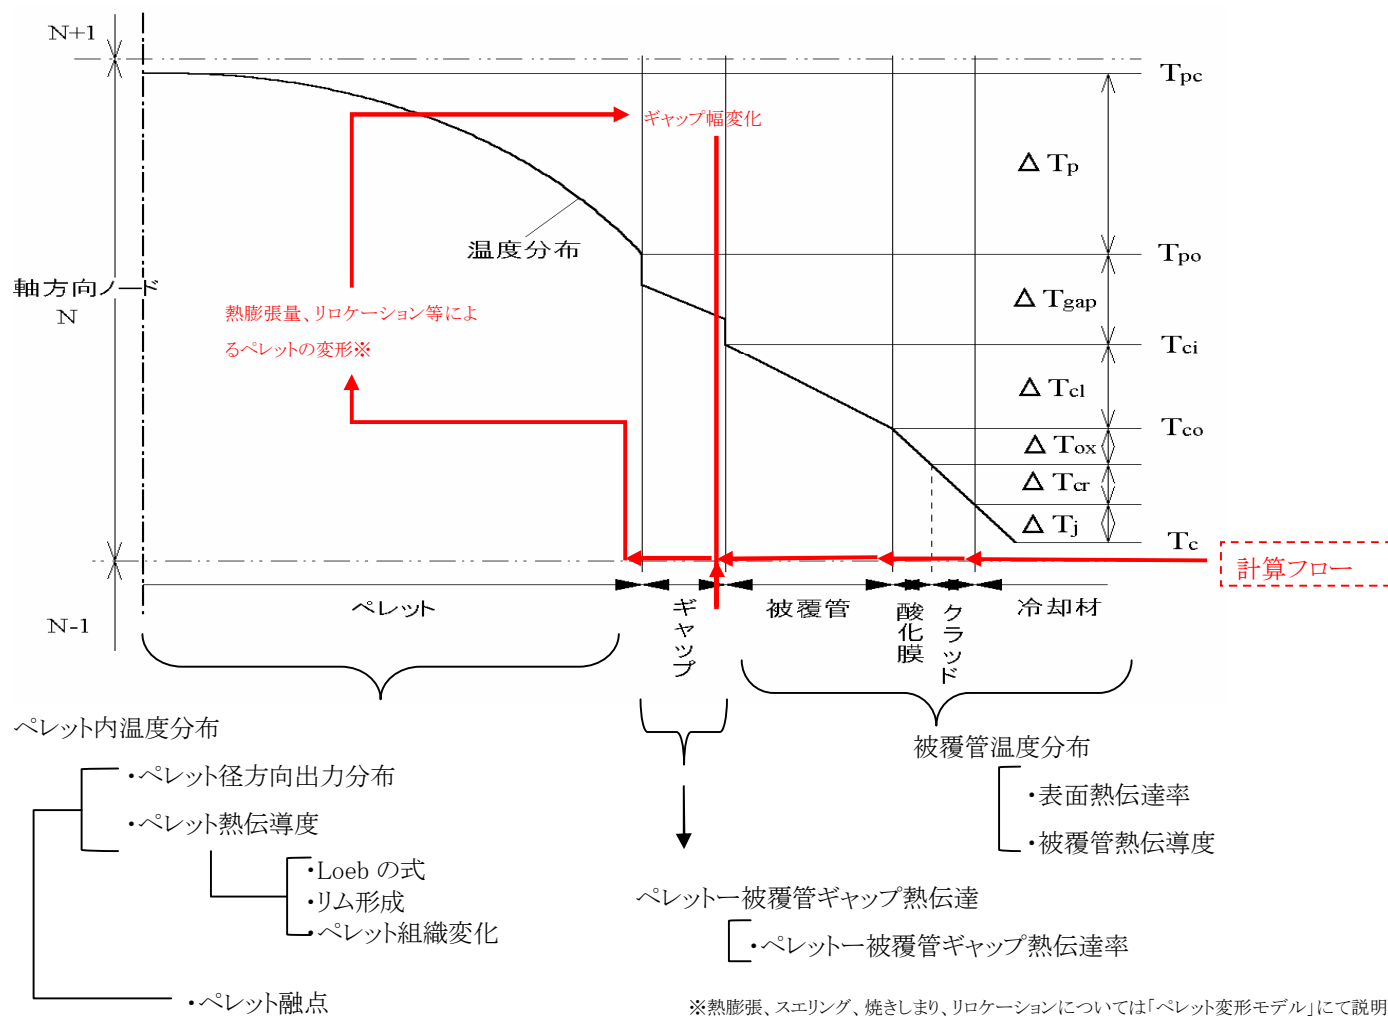 N+1
Tpc
ギャップ幅変化
△ Tp
温度分布
Tpo
軸方向ノード
N
△ Tgap
熱膨張量、リロケーション等によ
るペレットの変形※
Tci
△ Tcl
Tco
△ Tox
△ Tcr
△ Tj
Tc
計算フロー
N-1
ペレット
ギャップ
被覆管
酸化膜
クラッド
冷却材
ペレット内温度分布
・ペレット径方向出力分布
・ペレット熱伝導度
・Loeb の式
・リム形成
・ペレット組織変化
・ペレット融点
ペレットー被覆管ギャップ熱伝達
・ペレットー被覆管ギャップ熱伝達率
被覆管温度分布
・表面熱伝達率
・被覆管熱伝導度
※熱膨張、スエリング、焼きしまり、リロケーションについては「ペレット変形モデル」にて説明